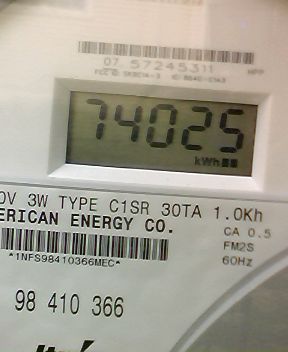 07 57245311
74025
kWh
0V 3W TYPE C1SR 30TA 1.0Kh
ERICAN ENERGY CO.
CA 0.5
FM2S
60Hz
*1NFS98410366MEC*
98 410 366